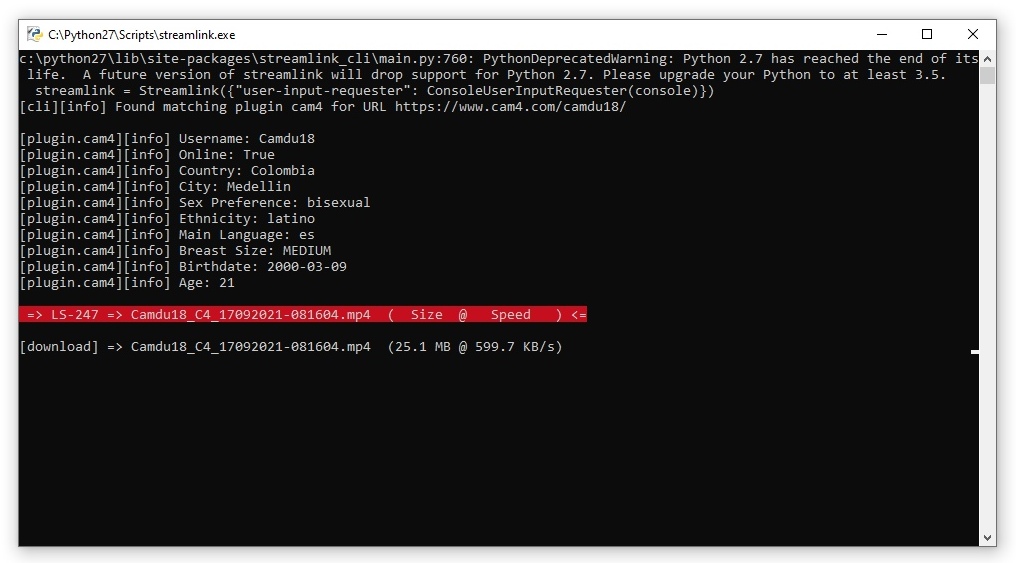 C:\Python27\Scripts\streamlink.exe
c:\python27\lib\site-packages\streamlink_cli\main.py:760: PythonDeprecatedWarning: Python 2.7 has reached the end of its
life.  A future version of streamlink will drop support for Python 2.7. Please upgrade your Python to at least 3.5.
streamlink = Streamlink({"user-input-requester": ConsoleUserInputRequester(console)})
[cli][info] Found matching plugin cam4 for URL https://www.cam4.com/camdu18/
[plugin.cam4][info] Username: Camdu18
[plugin.cam4][info] Online: True
[plugin.cam4][info] Country: Colombia
[plugin.cam4][info] City: Medellin
[plugin.cam4][info] Sex Preference: bisexual
[plugin.cam4][info] Ethnicity: latino
[plugin.cam4][info] Main Language: es
[plugin.cam4][info] Breast Size: MEDIUM
[plugin.cam4][info] Birthdate: 2000-03-09
[plugin.cam4][info] Age: 21
=> LS-247 => Camdu18_C4_17092021-081604.mp4  (  Size  @   Speed   ) <=
[download] => Camdu18_C4_17092021-081604.mp4  (25.1 MB @ 599.7 KB/s)